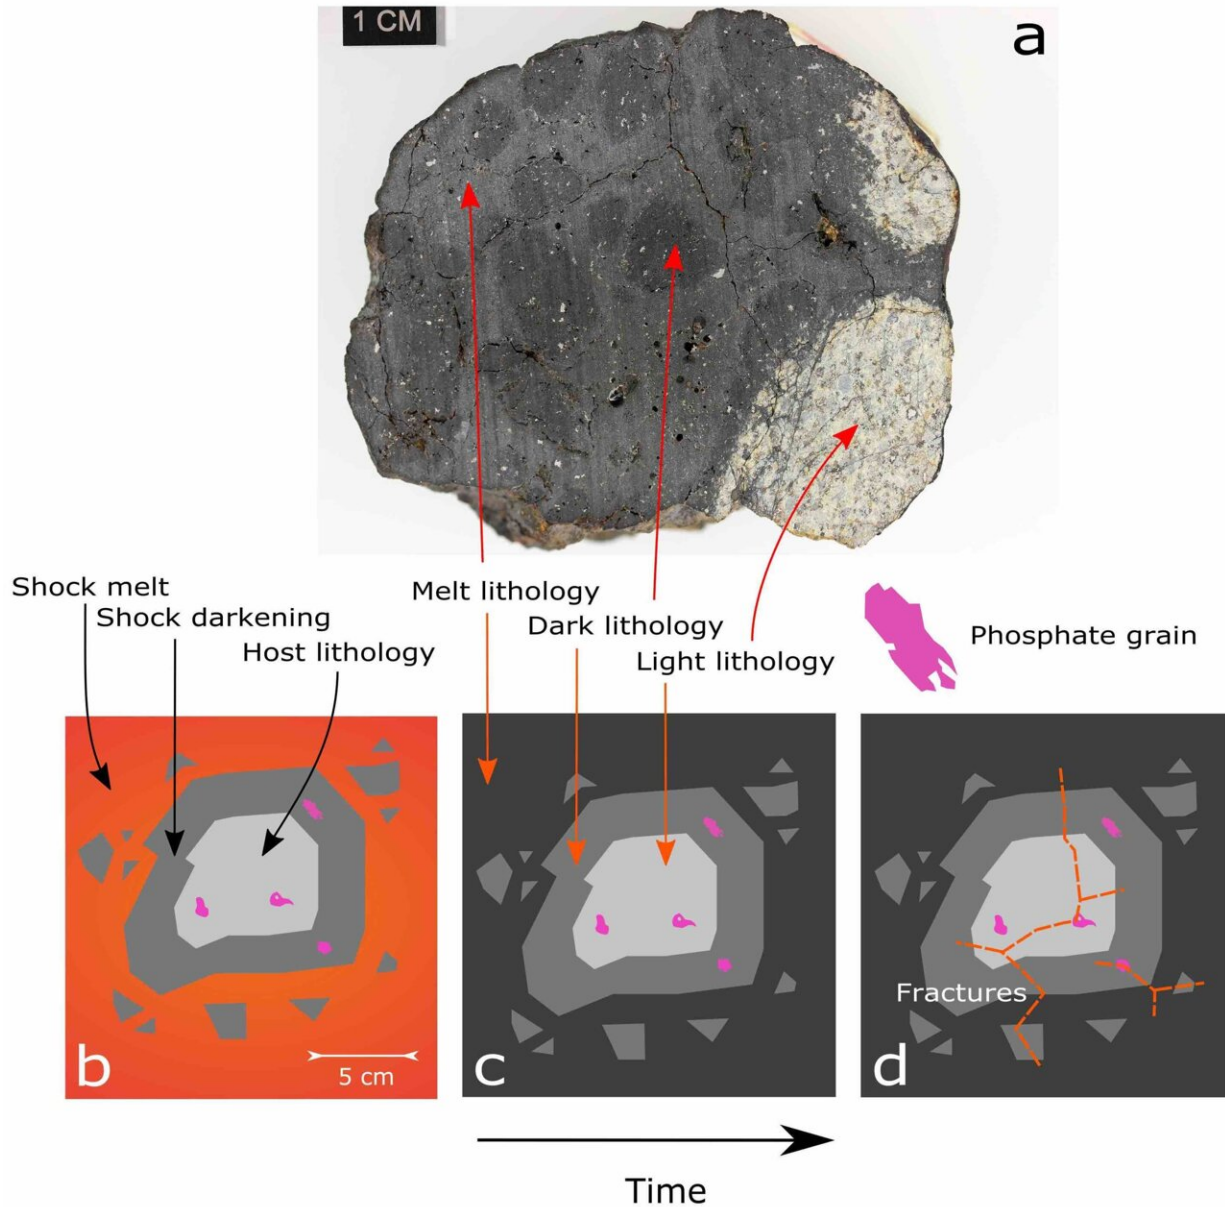 1 CM
a
Shock melt
Shock darkening
Host lithology
Melt lithology
Dark lithology
Light lithology
Phosphate grain
b
5 cm
c
Fractures
d
Time